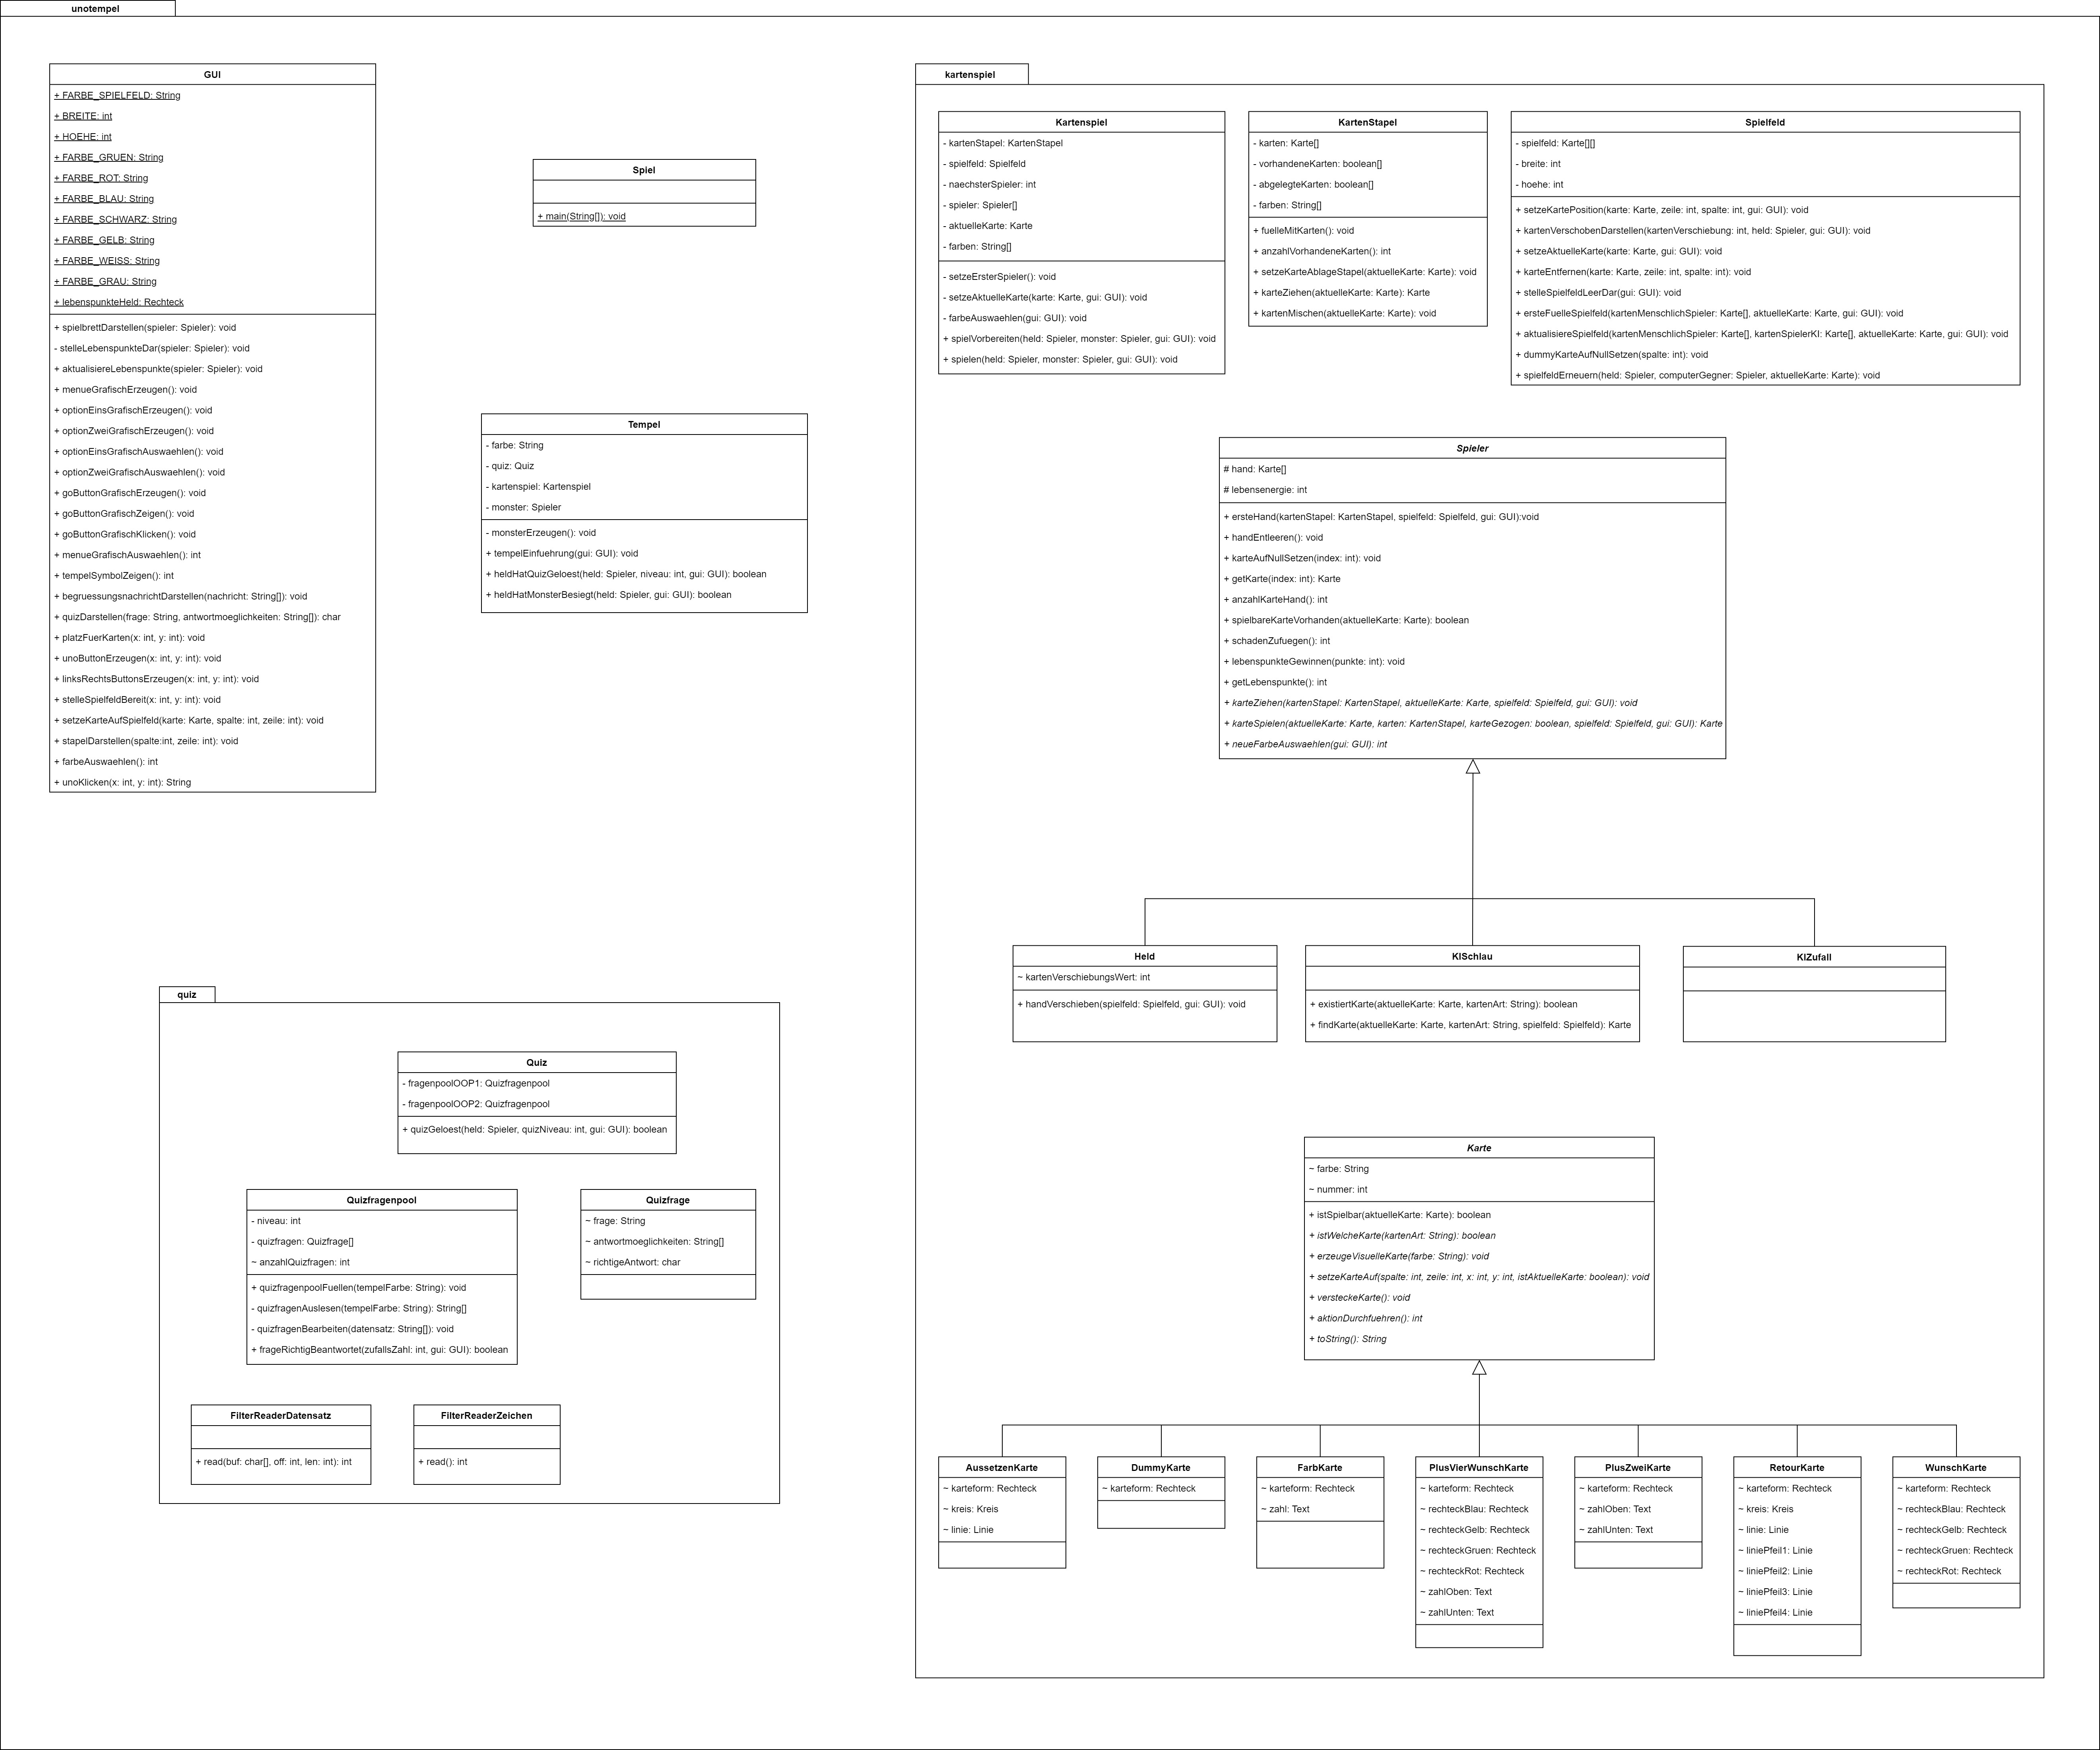 unotempel
GUI
+ FARBE_SPIELFELD: String
+ BREITE: int
+ HOEHE: int
+ FARBE_GRUEN: String
+ FARBE_ROT: String
+ FARBE_BLAU: String
+ FARBE_SCHWARZ: String
+ FARBE_GELB: String
+ FARBE_WEISS: String
+ FARBE_GRAU: String
+ lebenspunkteHeld: Rechteck
+ spielbrettDarstellen(spieler: Spieler): void
- stelleLebenspunkteDar(spieler: Spieler): void
+ aktualisiereLebenspunkte(spieler: Spieler): void
+ menueGrafischErzeugen(): void
+ optionEinsGrafischErzeugen(): void
+ optionZweiGrafischErzeugen(): void
+ optionEinsGrafischAuswaehlen(): void
+ optionZweiGrafischAuswaehlen(): void
+ goButtonGrafischErzeugen(): void
+ goButtonGrafischZeigen(): void
+ goButtonGrafischKlicken(): void
+ menueGrafischAuswaehlen(): int
+ tempelSymbolZeigen(): int
+ begruessungsnachrichtDarstellen(nachricht: String[]): void
+ quizDarstellen(frage: String, antwortmoeglichkeiten: String[]): char
+ platzFuerKarten(x: int, y: int): void
+ unoButtonErzeugen(x: int, y: int): void
+ linksRechtsButtonsErzeugen(x: int, y: int): void
+ stelleSpielfeldBereit(x: int, y: int): void
+ setzeKarteAufSpielfeld(karte: Karte, spalte: int, zeile: int): void
+ stapelDarstellen(spalte:int, zeile: int): void
+ farbeAuswaehlen(): int
+ unoKlicken(x: int, y: int): String
Spiel
+ main(String[]): void
Tempel
- farbe: String
- quiz: Quiz
- kartenspiel: Kartenspiel
- monster: Spieler
- monsterErzeugen(): void
+ tempelEinfuehrung(gui: GUI): void
+ heldHatQuizGeloest(held: Spieler, niveau: int, gui: GUI): boolean
+ heldHatMonsterBesiegt(held: Spieler, gui: GUI): boolean
quiz
Quiz
- fragenpoolOOP1: Quizfragenpool
- fragenpoolOOP2: Quizfragenpool
+ quizGeloest(held: Spieler, quizNiveau: int, gui: GUI): boolean
Quizfragenpool
- niveau: int
- quizfragen: Quizfrage[]
~ anzahlQuizfragen: int
+ quizfragenpoolFuellen(tempelFarbe: String): void
- quizfragenAuslesen(tempelFarbe: String): String[]
- quizfragenBearbeiten(datensatz: String[]): void
+ frageRichtigBeantwortet(zufallsZahl: int, gui: GUI): boolean
Quizfrage
~ frage: String
~ antwortmoeglichkeiten: String[]
~ richtigeAntwort: char
FilterReaderDatensatz
+ read(buf: char[], off: int, len: int): int
FilterReaderZeichen
+ read(): int
kartenspiel
Kartenspiel
- kartenStapel: KartenStapel
- spielfeld: Spielfeld
- naechsterSpieler: int
- spieler: Spieler[]
- aktuelleKarte: Karte
- farben: String[]
- setzeErsterSpieler(): void
- setzeAktuelleKarte(karte: Karte, gui: GUI): void
- farbeAuswaehlen(gui: GUI): void
+ spielVorbereiten(held: Spieler, monster: Spieler, gui: GUI): void
+ spielen(held: Spieler, monster: Spieler, gui: GUI): void
KartenStapel
- karten: Karte[]
- vorhandeneKarten: boolean[]
- abgelegteKarten: boolean[]
- farben: String[]
+ fuelleMitKarten(): void
+ anzahlVorhandeneKarten(): int
+ setzeKarteAblageStapel(aktuelleKarte: Karte): void
+ karteZiehen(aktuelleKarte: Karte): Karte
+ kartenMischen(aktuelleKarte: Karte): void
Spielfeld
- spielfeld: Karte[][]
- breite: int
- hoehe: int
+ setzeKartePosition(karte: Karte, zeile: int, spalte: int, gui: GUI): void
+ kartenVerschobenDarstellen(kartenVerschiebung: int, held: Spieler, gui: GUI): void
+ setzeAktuelleKarte(karte: Karte, gui: GUI): void
+ karteEntfernen(karte: Karte, zeile: int, spalte: int): void
+ stelleSpielfeldLeerDar(gui: GUI): void
+ ersteFuelleSpielfeld(kartenMenschlichSpieler: Karte[], aktuelleKarte: Karte, gui: GUI): void
+ aktualisiereSpielfeld(kartenMenschlichSpieler: Karte[], kartenSpielerKI: Karte[], aktuelleKarte: Karte, gui: GUI): void
+ dummyKarteAufNullSetzen(spalte: int): void
+ spielfeldErneuern(held: Spieler, computerGegner: Spieler, aktuelleKarte: Karte): void
Spieler
# hand: Karte[]
# lebensenergie: int
+ ersteHand(kartenStapel: KartenStapel, spielfeld: Spielfeld, gui: GUI):void
+ handEntleeren(): void
+ karteAufNullSetzen(index: int): void
+ getKarte(index: int): Karte
+ anzahlKarteHand(): int
+ spielbareKarteVorhanden(aktuelleKarte: Karte): boolean
+ schadenZufuegen(): int
+ lebenspunkteGewinnen(punkte: int): void
+ getLebenspunkte(): int
+ karteZiehen(kartenStapel: KartenStapel, aktuelleKarte: Karte, spielfeld: Spielfeld, gui: GUI): void
+ karteSpielen(aktuelleKarte: Karte, karten: KartenStapel, karteGezogen: boolean, spielfeld: Spielfeld, gui: GUI): Karte
+ neueFarbeAuswaehlen(gui: GUI): int
Held
~ kartenVerschiebungsWert: int
+ handVerschieben(spielfeld: Spielfeld, gui: GUI): void
KISchlau
+ existiertKarte(aktuelleKarte: Karte, kartenArt: String): boolean
+ findKarte(aktuelleKarte: Karte, kartenArt: String, spielfeld: Spielfeld): Karte
KIZufall
Karte
~ farbe: String
~ nummer: int
+ istSpielbar(aktuelleKarte: Karte): boolean
+ istWelcheKarte(kartenArt: String): boolean
+ erzeugeVisuelleKarte(farbe: String): void
+ setzeKarteAuf(spalte: int, zeile: int, x: int, y: int, istAktuelleKarte: boolean): void
+ versteckeKarte(): void
+ aktionDurchfuehren(): int
+ toString(): String
AussetzenKarte
~ karteform: Rechteck
~ kreis: Kreis
~ linie: Linie
DummyKarte
~ karteform: Rechteck
FarbKarte
~ karteform: Rechteck
~ zahl: Text
PlusVierWunschKarte
~ karteform: Rechteck
~ rechteckBlau: Rechteck
~ rechteckGelb: Rechteck
~ rechteckGruen: Rechteck
~ rechteckRot: Rechteck
~ zahlOben: Text
~ zahlUnten: Text
PlusZweiKarte
~ karteform: Rechteck
~ zahlOben: Text
~ zahlUnten: Text
RetourKarte
~ karteform: Rechteck
~ kreis: Kreis
~ linie: Linie
~ liniePfeil1: Linie
~ liniePfeil2: Linie
~ liniePfeil3: Linie
~ liniePfeil4: Linie
WunschKarte
~ karteform: Rechteck
~ rechteckBlau: Rechteck
~ rechteckGelb: Rechteck
~ rechteckGruen: Rechteck
~ rechteckRot: Rechteck